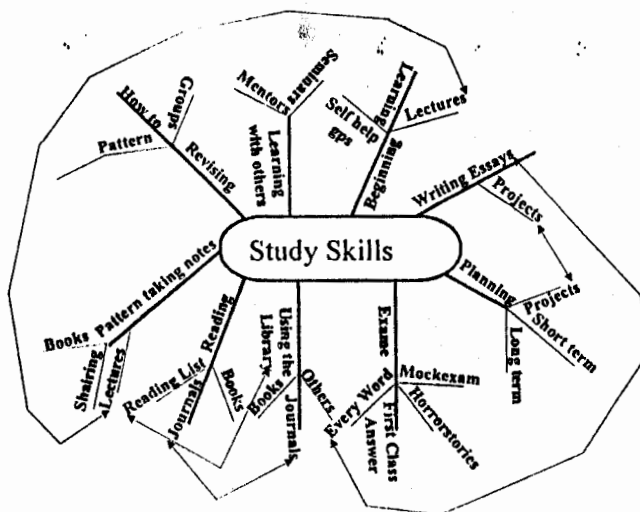 Study Skills
Beginning
Learning
Self help
gps
Lectures
Writing Essays
Projects
Planning
Projects
Short term
Long term
Exame
Mockexam
Horrorstories
First Class
Answer
Every Word
Using the
Library
Others
Journals
Books
Reading
Books
Journals
Reading List
Pattern taking notes
Lectures
Shairing
Books
Revising
Pattern
How to
Groups
Learning
with others
Mentors
Seminars